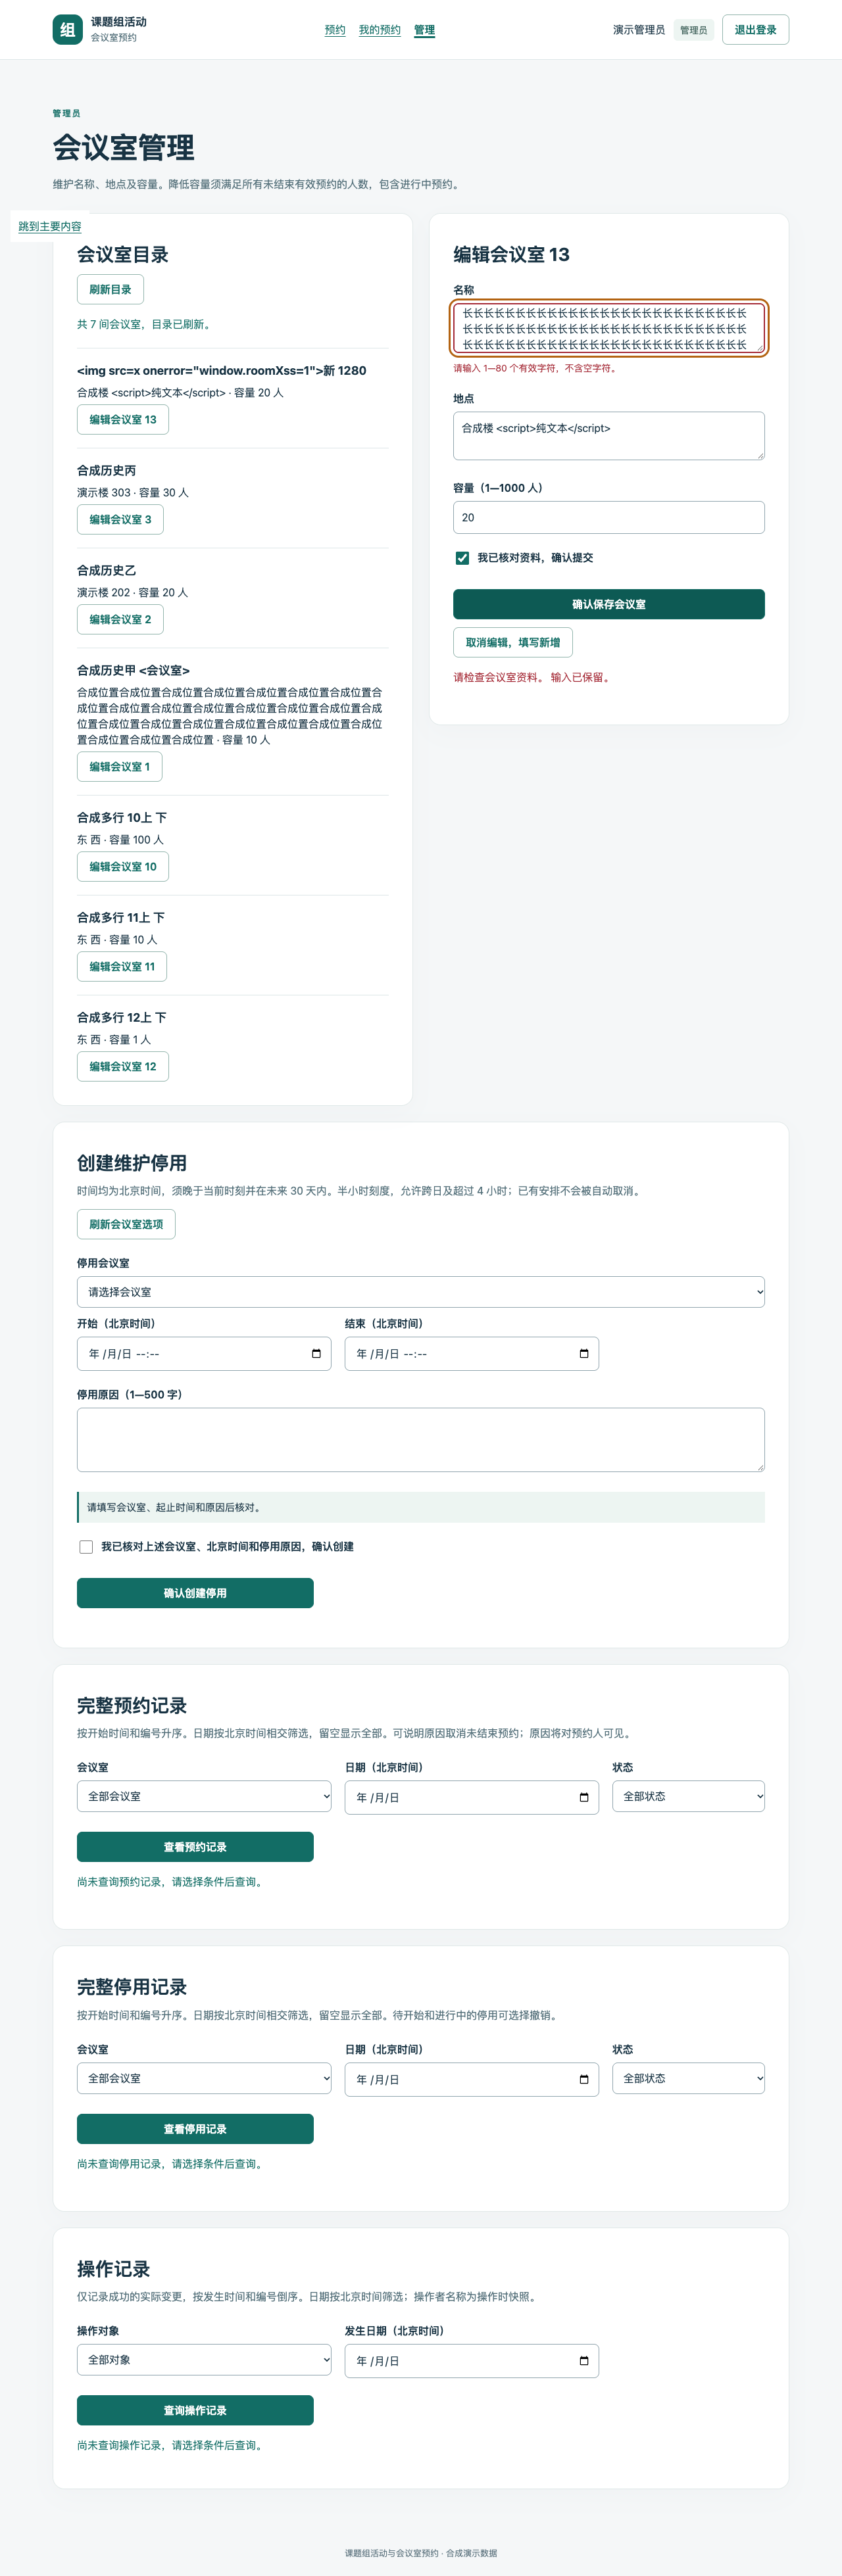 组
课题组活动
会议室预约
预约
我的预约
管理
演示管理员
管理员
退出登录
管理员
会议室管理
维护名称、地点及容量。降低容量须满足所有未结束有效预约的人数，包含进行中预约。
跳到主要内容
会议室目录
刷新目录
共 7 间会议室，目录已刷新。
<img src=x onerror="window.roomXss=1">新 1280
合成楼 <script>纯文本</script> · 容量 20 人
编辑会议室 13
合成历史丙
演示楼 303 · 容量 30 人
编辑会议室 3
合成历史乙
演示楼 202 · 容量 20 人
编辑会议室 2
合成历史甲 <会议室>
合成位置合成位置合成位置合成位置合成位置合成位置合成位置合
成位置合成位置合成位置合成位置合成位置合成位置合成位置合成
位置合成位置合成位置合成位置合成位置合成位置合成位置合成位
置合成位置合成位置合成位置 · 容量 10 人
编辑会议室 1
合成多行 10上 下
东 西 · 容量 100 人
编辑会议室 10
合成多行 11上 下
东 西 · 容量 10 人
编辑会议室 11
合成多行 12上 下
东 西 · 容量 1 人
编辑会议室 12
编辑会议室 13
名称
长长长长长长长长长长长长长长长长长长长长长长长长长长长
长长长长长长长长长长长长长长长长长长长长长长长长长长长
长长长长长长长长长长长长长长长长长长长长长长长长长长长
请输入 1—80 个有效字符，不含空字符。
地点
合成楼 <script>纯文本</script>
容量（1—1000 人）
20
我已核对资料，确认提交
确认保存会议室
取消编辑，填写新增
请检查会议室资料。 输入已保留。
创建维护停用
时间均为北京时间，须晚于当前时刻并在未来 30 天内。半小时刻度，允许跨日及超过 4 小时；已有安排不会被自动取消。
刷新会议室选项
停用会议室
请选择会议室
开始（北京时间）
结束（北京时间）
年 /月/日 --:--
年 /月/日 --:--
停用原因（1—500 字）
请填写会议室、起止时间和原因后核对。
我已核对上述会议室、北京时间和停用原因，确认创建
确认创建停用
完整预约记录
按开始时间和编号升序。日期按北京时间相交筛选，留空显示全部。可说明原因取消未结束预约；原因将对预约人可见。
会议室
日期（北京时间）
状态
全部会议室
年 /月/日
全部状态
查看预约记录
尚未查询预约记录，请选择条件后查询。
完整停用记录
按开始时间和编号升序。日期按北京时间相交筛选，留空显示全部。待开始和进行中的停用可选择撤销。
会议室
日期（北京时间）
状态
全部会议室
年 /月/日
全部状态
查看停用记录
尚未查询停用记录，请选择条件后查询。
操作记录
仅记录成功的实际变更，按发生时间和编号倒序。日期按北京时间筛选；操作者名称为操作时快照。
操作对象
发生日期（北京时间）
全部对象
年 /月/日
查询操作记录
尚未查询操作记录，请选择条件后查询。
课题组活动与会议室预约 · 合成演示数据